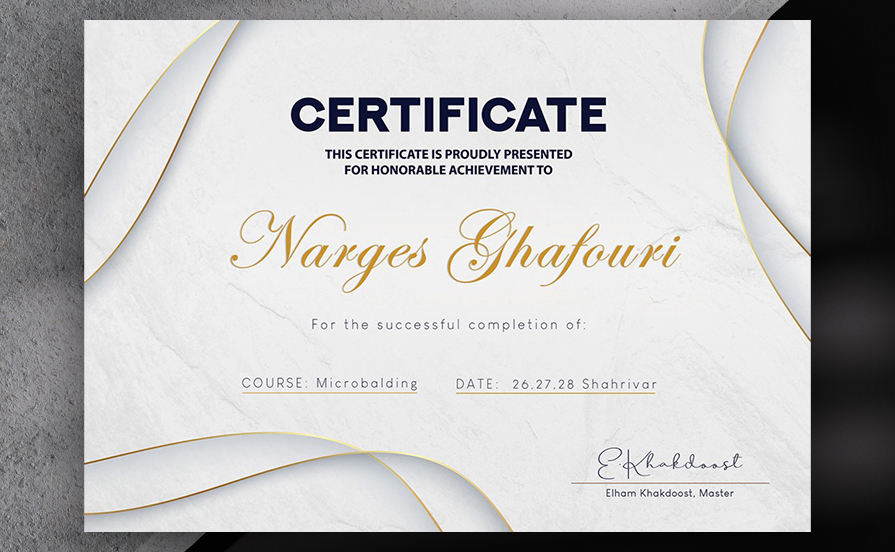 CERTIFICATE
THIS CERTIFICATE IS PROUDLY PRESENTED
FOR HONORABLE ACHIEVEMENT TO
Narges Ghafouri
For the successful completion of:
COURSE: Microbalding DATE: 26.27.28 Shahrivar
E.Khakdoost
Elham Khakdoost, Master